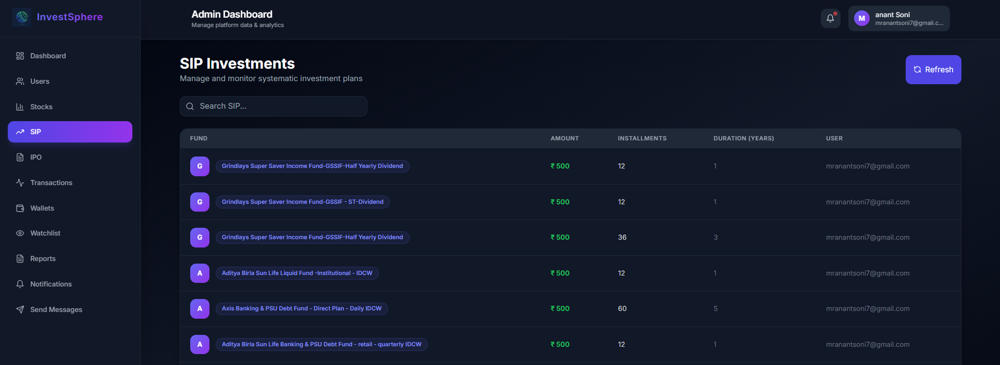 InvestSphere
Admin Dashboard
Manage platform data & analytics
M
anant Soni
mranantsoni7@gmail.c...
Dashboard
Users
Stocks
SIP
IPO
Transactions
Wallets
Watchlist
Reports
Notifications
Send Messages
SIP Investments
Manage and monitor systematic investment plans
Refresh
Search SIP...
FUND AMOUNT INSTALLMENTS DURATION (YEARS) USER
G Grindlays Super Saver Income Fund-GSSIF-Half Yearly Dividend ₹ 500 12 1 mranantsoni7@gmail.com
G Grindlays Super Saver Income Fund-GSSIF - ST-Dividend ₹ 500 12 1 mranantsoni7@gmail.com
G Grindlays Super Saver Income Fund-GSSIF-Half Yearly Dividend ₹ 500 36 3 mranantsoni7@gmail.com
A Aditya Birla Sun Life Liquid Fund -Institutional - IDCW ₹ 500 12 1 mranantsoni7@gmail.com
A Axis Banking & PSU Debt Fund - Direct Plan - Daily IDCW ₹ 500 60 5 mranantsoni7@gmail.com
A Aditya Birla Sun Life Banking & PSU Debt Fund - retail - quarterly IDCW ₹ 500 12 1 mranantsoni7@gmail.com